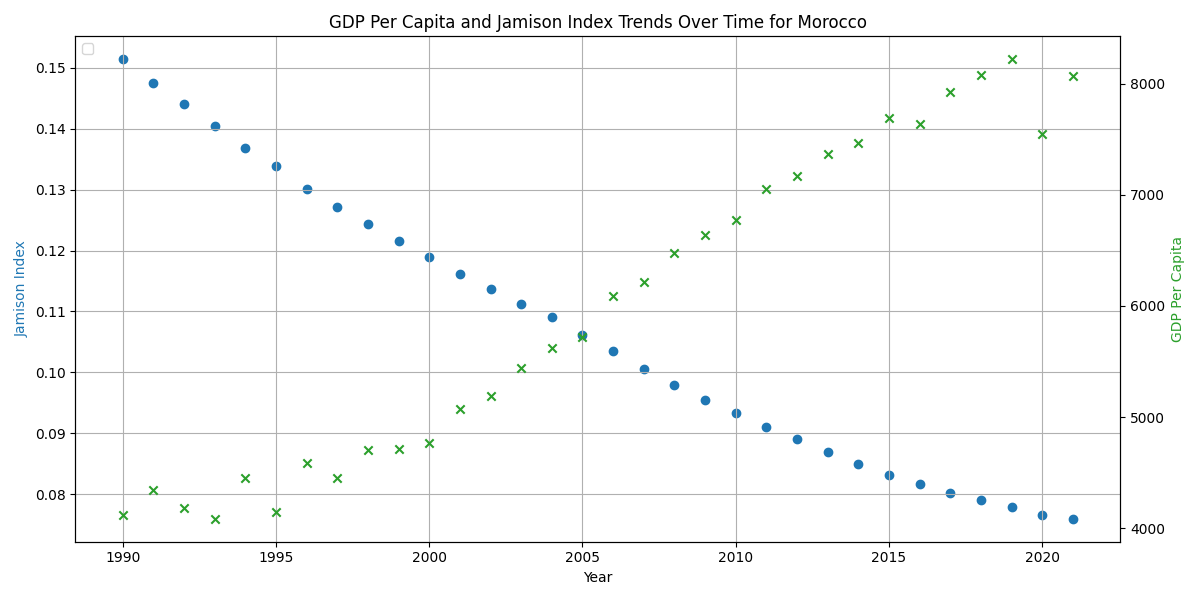 GDP Per Capita and Jamison Index Trends Over Time for Morocco
Jamison Index
0.15
0.14
0.13
0.12
0.11
0.10
0.09
0.08
8000
7000
6000
5000
4000
GDP Per Capita
1990 1995 2000 2005 2010 2015 2020
Year